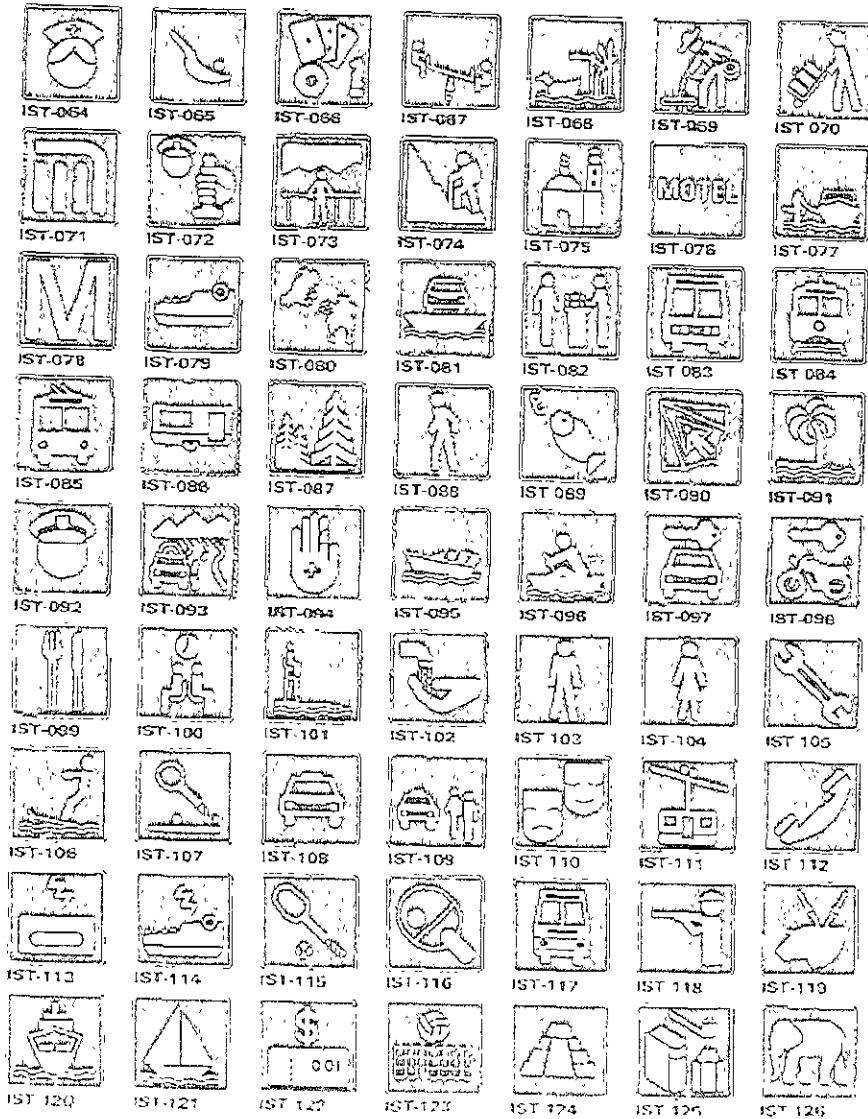 IST-064 IST-065 IST-066 IST-067 IST-068 IST-069 IST 070
MOTEL
IST-071 IST-072 IST-073 IST-074 IST-075 IST-076 IST-077
M
IST-078 IST-079 IST-080 IST-081 IST-082 IST 083 IST 084
IST-085 IST-086 IST-087 IST-088 IST 089 IST-090 IST-091
IST-092 IST-093 IST-094 IST-095 IST-096 IST-097 IST-098
IST-099 IST-100 IST-101 IST-102 IST 103 IST-104 IST 105
IST-106 IST-107 IST-108 IST-109 IST 110 IST-111 IST 112
IST-113 IST-114 IST-115 IST-116 IST-117 IST 118 IST-119
001
IST 120 IST-121 IST 122 IST-123 IST 124 IST 125 IST 126